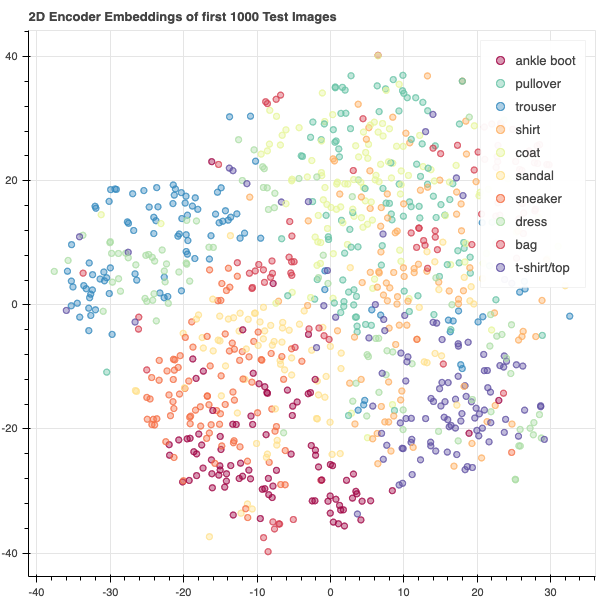 2D Encoder Embeddings of first 1000 Test Images
ankle boot
pullover
trouser
shirt
coat
sandal
sneaker
dress
bag
t-shirt/top
40
20
0
-20
-40
-40 -30 -20 -10 0 10 20 30